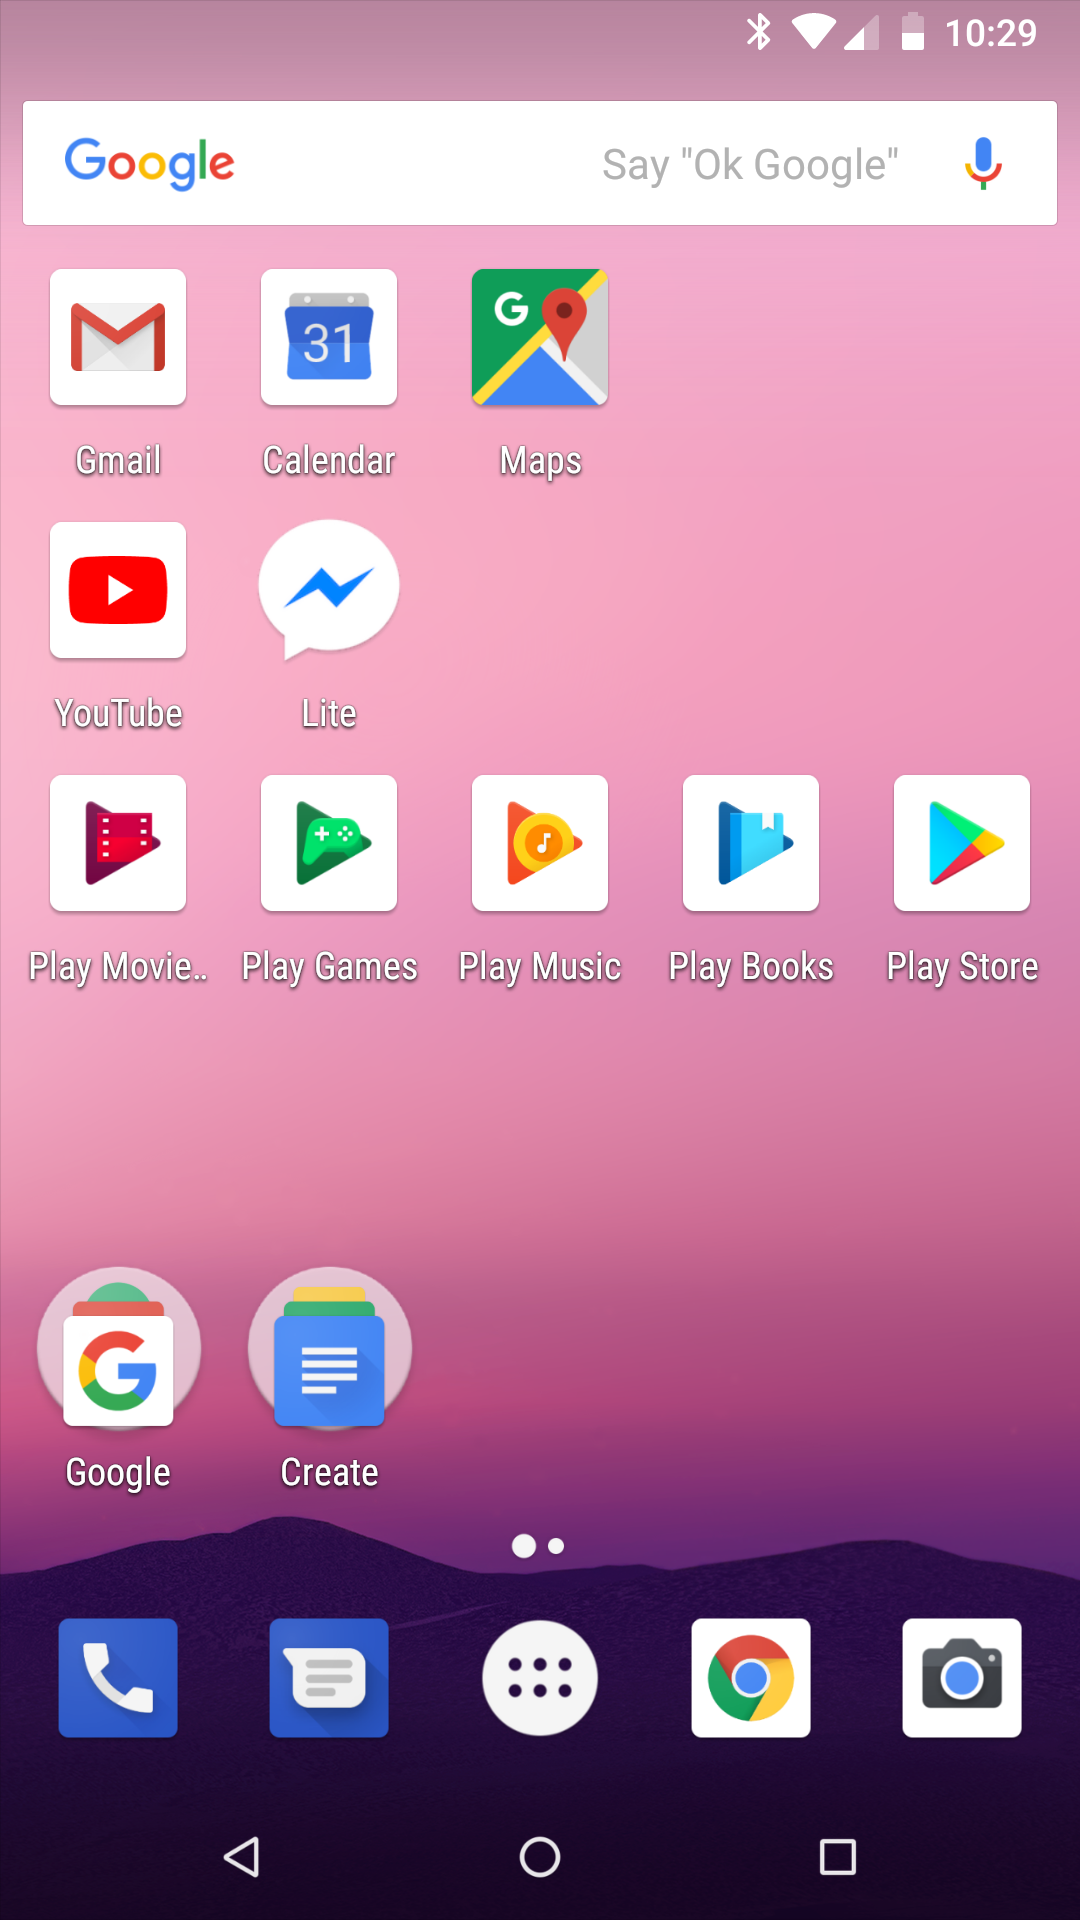 10:29
Google Say "Ok Google"
G
31
Gmail Calendar Maps
YouTube Lite
Play Movie… Play Games Play Music Play Books Play Store
G
Google Create